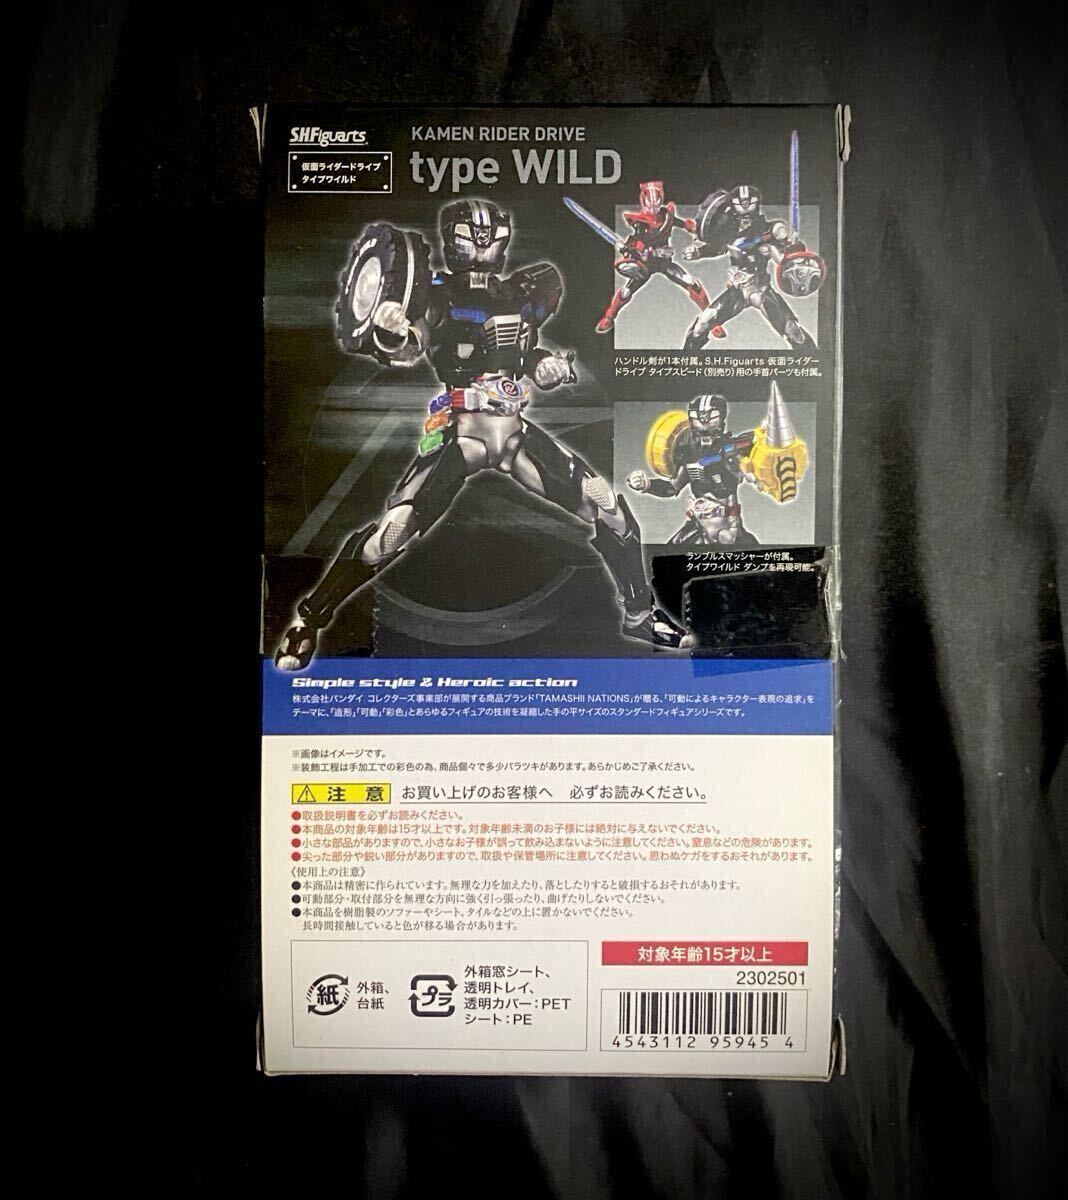 S.H.Figuarts
仮面ライダードライブ
タイプワイルド
KAMEN RIDER DRIVE
type WILD
ハンドル剣が1本付属。S.H.Figuarts 仮面ライダー
ドライブ タイプスピード(別売り)用の手首パーツも付属。
ランブルスマッシャーが付属。
タイプワイルド ダンプを再現可能。
Simple style & Heroic action
株式会社バンダイ コレクターズ事業部が展開する商品ブランド「TAMASHII NATIONS」が贈る、「可動によるキャラクター表現の追求」を
テーマに、「造形」「可動」「彩色」とあらゆるフィギュアの技術を凝縮した手の平サイズのスタンダードフィギュアシリーズです。
※画像はイメージです。
※装飾工程は手加工での彩色の為、商品個々で多少バラツキがあります。あらかじめご了承ください。
⚠ 注 意 お買い上げのお客様へ 必ずお読みください。
●取扱説明書を必ずお読みください。
●本商品の対象年齢は15才以上です。対象年齢未満のお子様には絶対に与えないでください。
●小さな部品がありますので、小さなお子様が誤って飲み込まないように注意してください。窒息などの危険があります。
●尖った部分や鋭い部分がありますので、取扱や保管場所に注意してください。思わぬケガをするおそれがあります。
〈使用上の注意〉
●本商品は精密に作られています。無理な力を加えたり、落としたりすると破損するおそれがあります。
●可動部分・取付部分を無理な方向に強く引っ張ったり、曲げたりしないでください。
●本商品を樹脂製のソファーやシート、タイルなどの上に置かないでください。
長時間接触していると色が移る場合があります。
紙
外箱、
台紙
プラ
外箱窓シート、
透明トレイ、
透明カバー：PET
シート：PE
対象年齢15才以上
2302501
4543112 95945 4